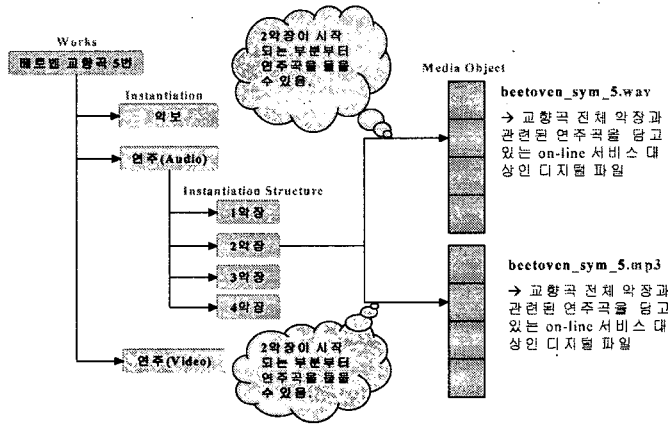 Works
베토벤 교향곡 5번
Instantiation
악보
연주(Audio)
Instantiation Structure
1악장
2악장
3악장
4악장
연주(Video)
2악장이 시작
되는 부분부터
연주곡을 들을
수 있음.
2악장이 시작
되는 부분부터
연주곡을 들을
수 있음.
Media Object
beetoven_sym_5.wav
→ 교향곡 전체 악장과
관련된 연주곡을 담고
있는 on-line 서비스 대
상인 디지털 파일
beetoven_sym_5.mp3
→ 교향곡 전체 악장과
관련된 연주곡을 담고
있는 on-line 서비스 대
상인 디지털 파일